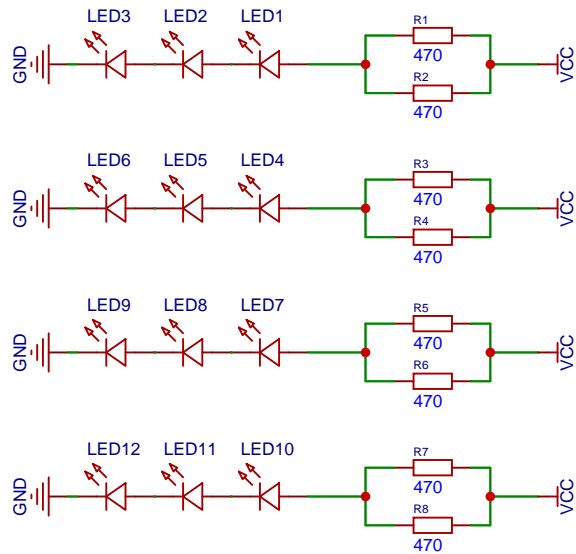 LED3 LED2 LED1 R1
470
GND R2 VCC
470
LED6 LED5 LED4 R3
470
GND R4 VCC
470
LED9 LED8 LED7 R5
470
GND R6 VCC
470
LED12 LED11 LED10 R7
470
GND R8 VCC
470